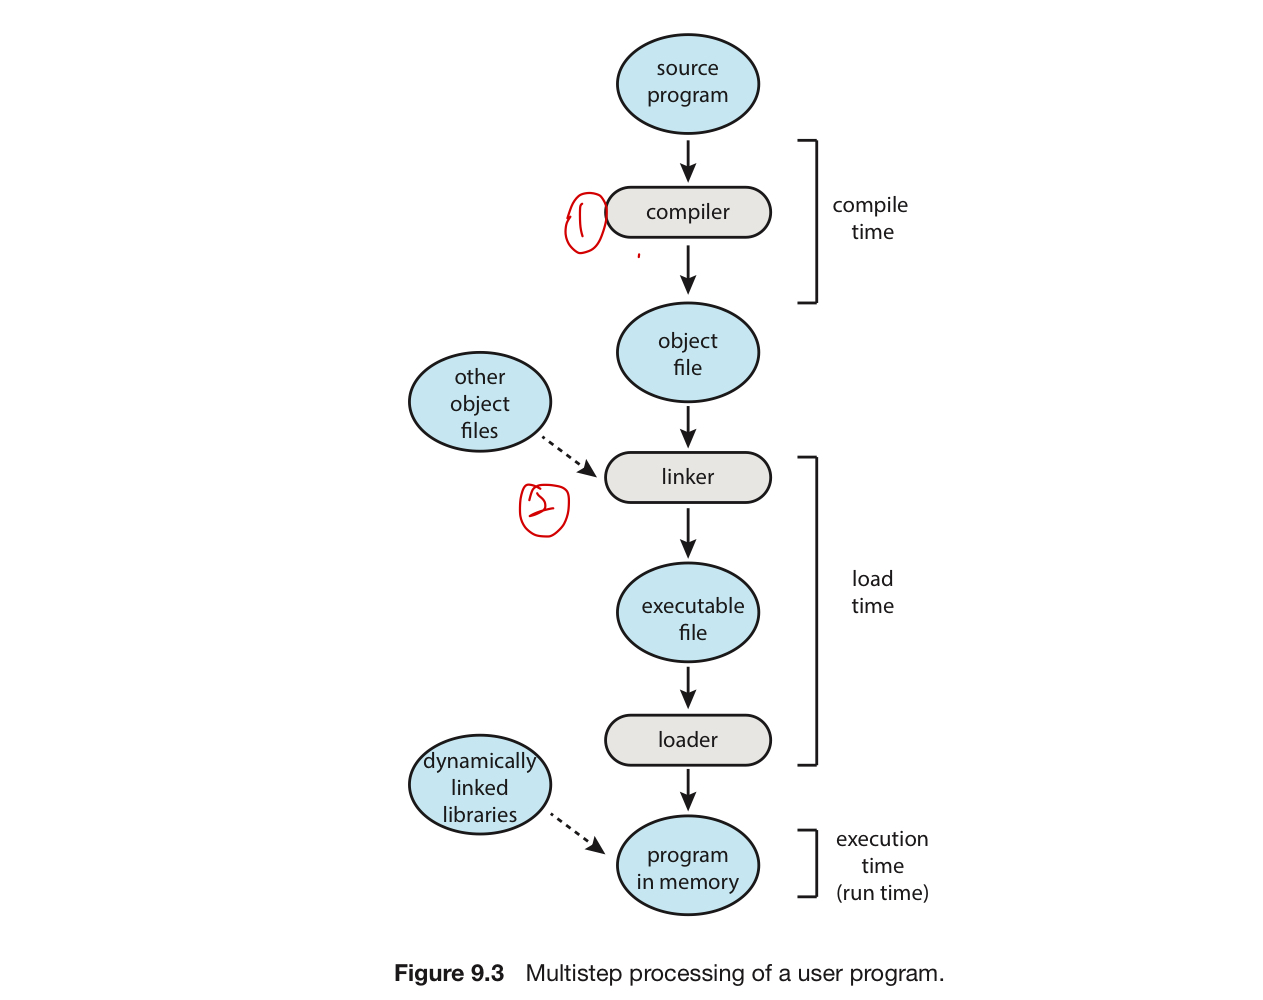 source
program
compile
time
1
compiler
object
file
other
object
files
linker
2
load
time
executable
file
loader
dynamically
linked
libraries
execution
time
(run time)
program
in memory
Figure 9.3 Multistep processing of a user program.